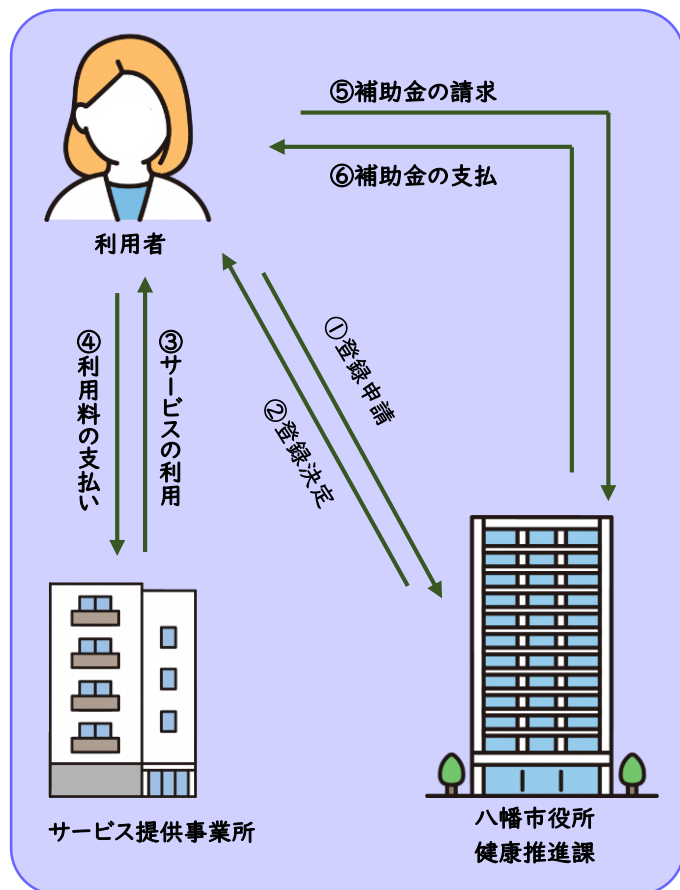 ⑤補助金の請求
⑥補助金の支払
利用者
①登録申請
②登録決定
③サービスの利用
④利用料の支払い
サービス提供事業所
八幡市役所
健康推進課